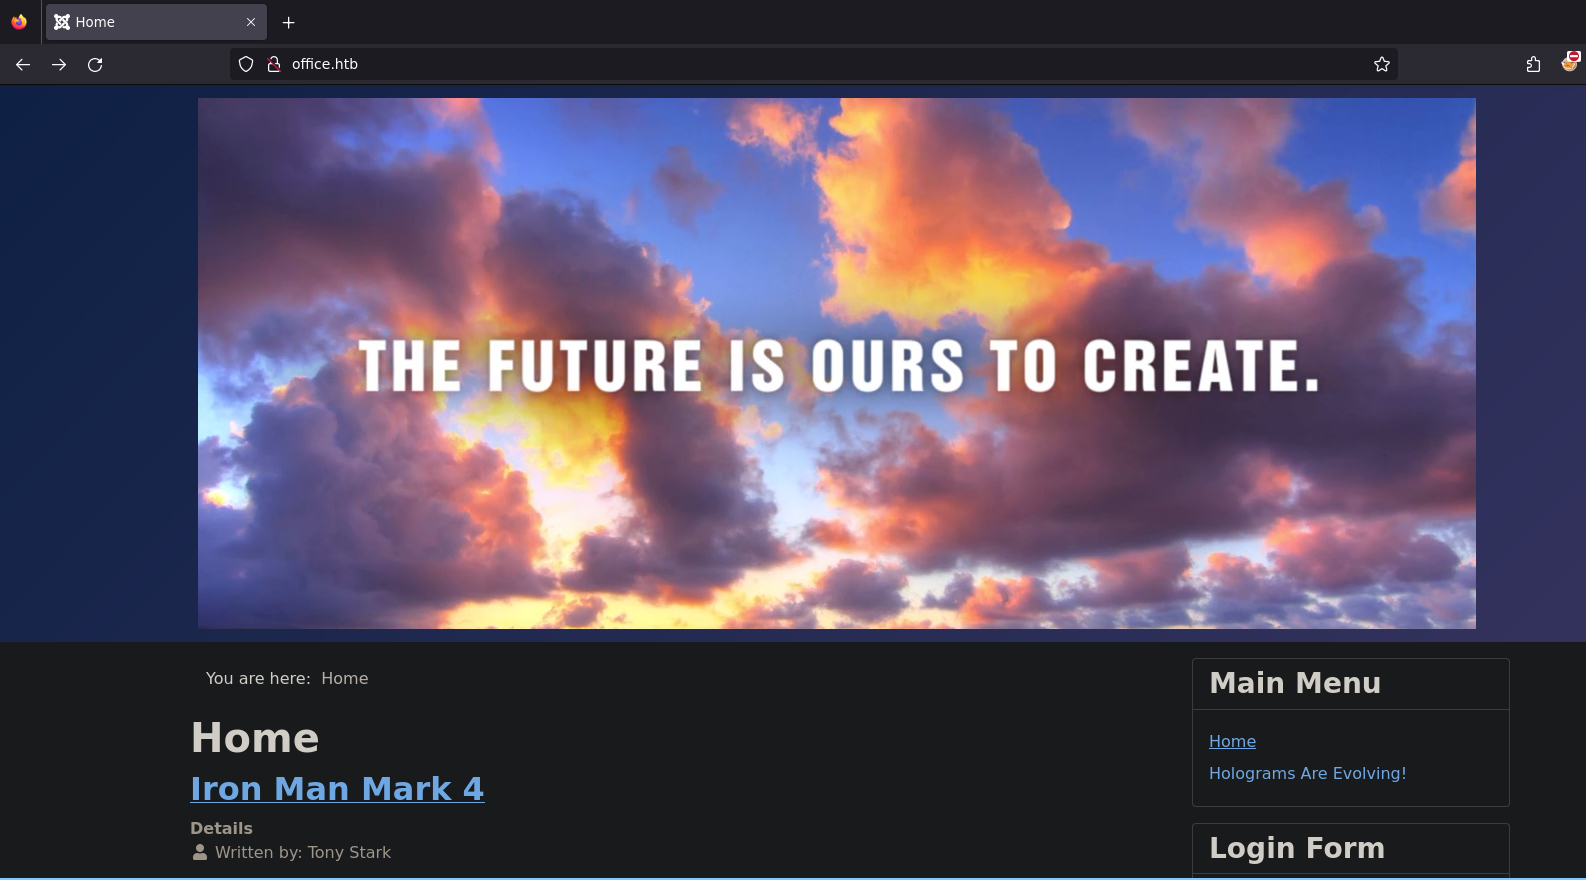 Home
office.htb
THE FUTURE IS OURS TO CREATE.
You are here: Home
Home
Iron Man Mark 4
Details
Written by: Tony Stark
Main Menu
Home
Holograms Are Evolving!
Login Form